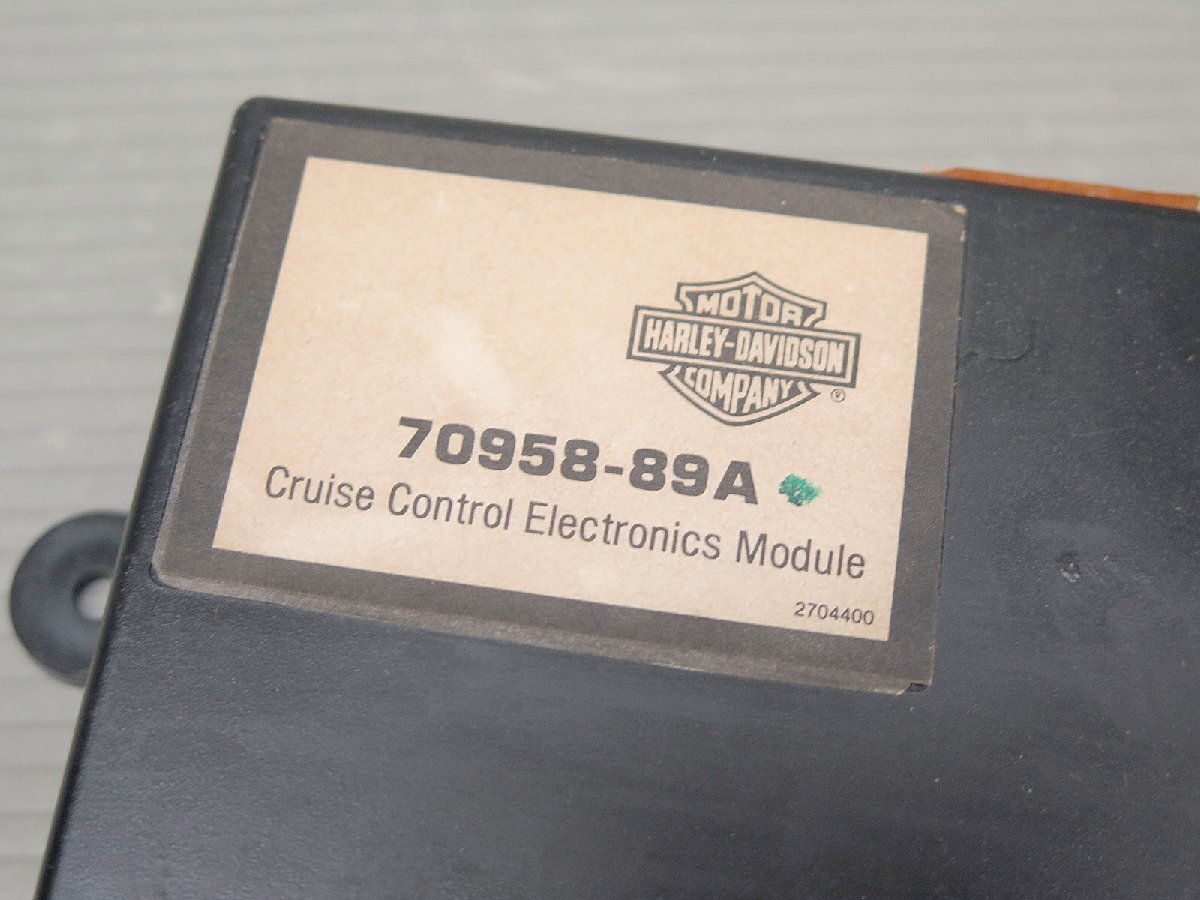 MOTOR
HARLEY-DAVIDSON
COMPANY
®
70958-89A
Cruise Control Electronics Module
2704400